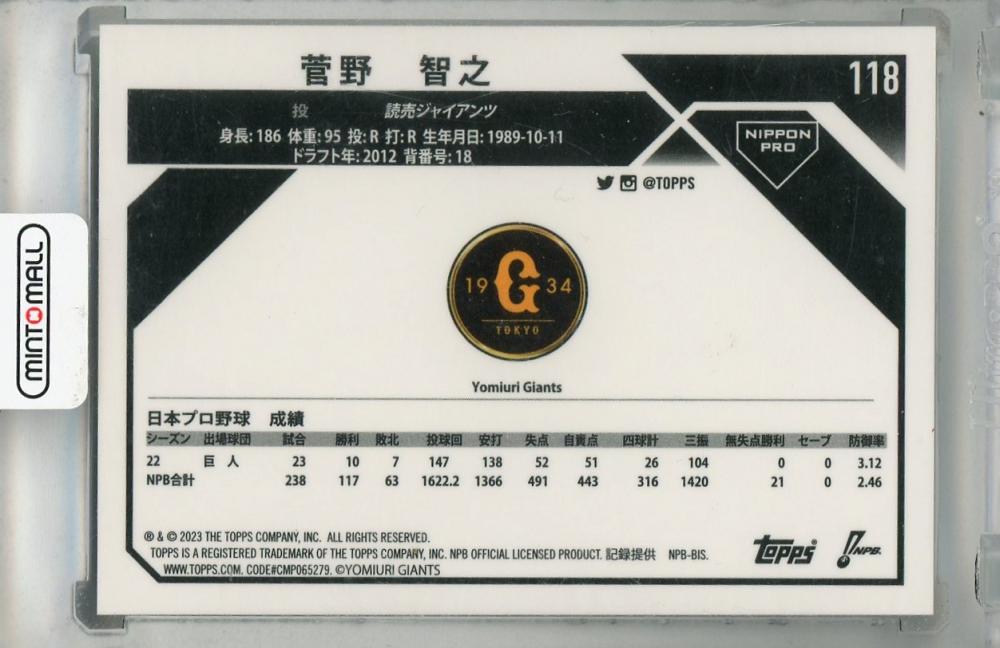 菅野 智之
118
投 読売ジャイアンツ
身長: 186 体重: 95 投: R 打: R 生年月日: 1989-10-11
ドラフト年: 2012 背番号: 18
NIPPON
PRO
@TOPPS
19 G 34
TOKYO
Yomiuri Giants
MINTOMALL
日本プロ野球 成績
シーズン 出場球団 試合 勝利 敗北 投球回 安打 失点 自責点 四球計 三振 無失点勝利 セーブ 防御率
22 巨人 23 10 7 147 138 52 51 26 104 0 0 3.12
NPB合計 238 117 63 1622.2 1366 491 443 316 1420 21 0 2.46
® & © 2023 THE TOPPS COMPANY, INC. ALL RIGHTS RESERVED.
TOPPS IS A REGISTERED TRADEMARK OF THE TOPPS COMPANY, INC. NPB OFFICIAL LICENSED PRODUCT. 記録提供 NPB-BIS.
WWW.TOPPS.COM. CODE#CMP065279. ©YOMIURI GIANTS
Topps
NPB